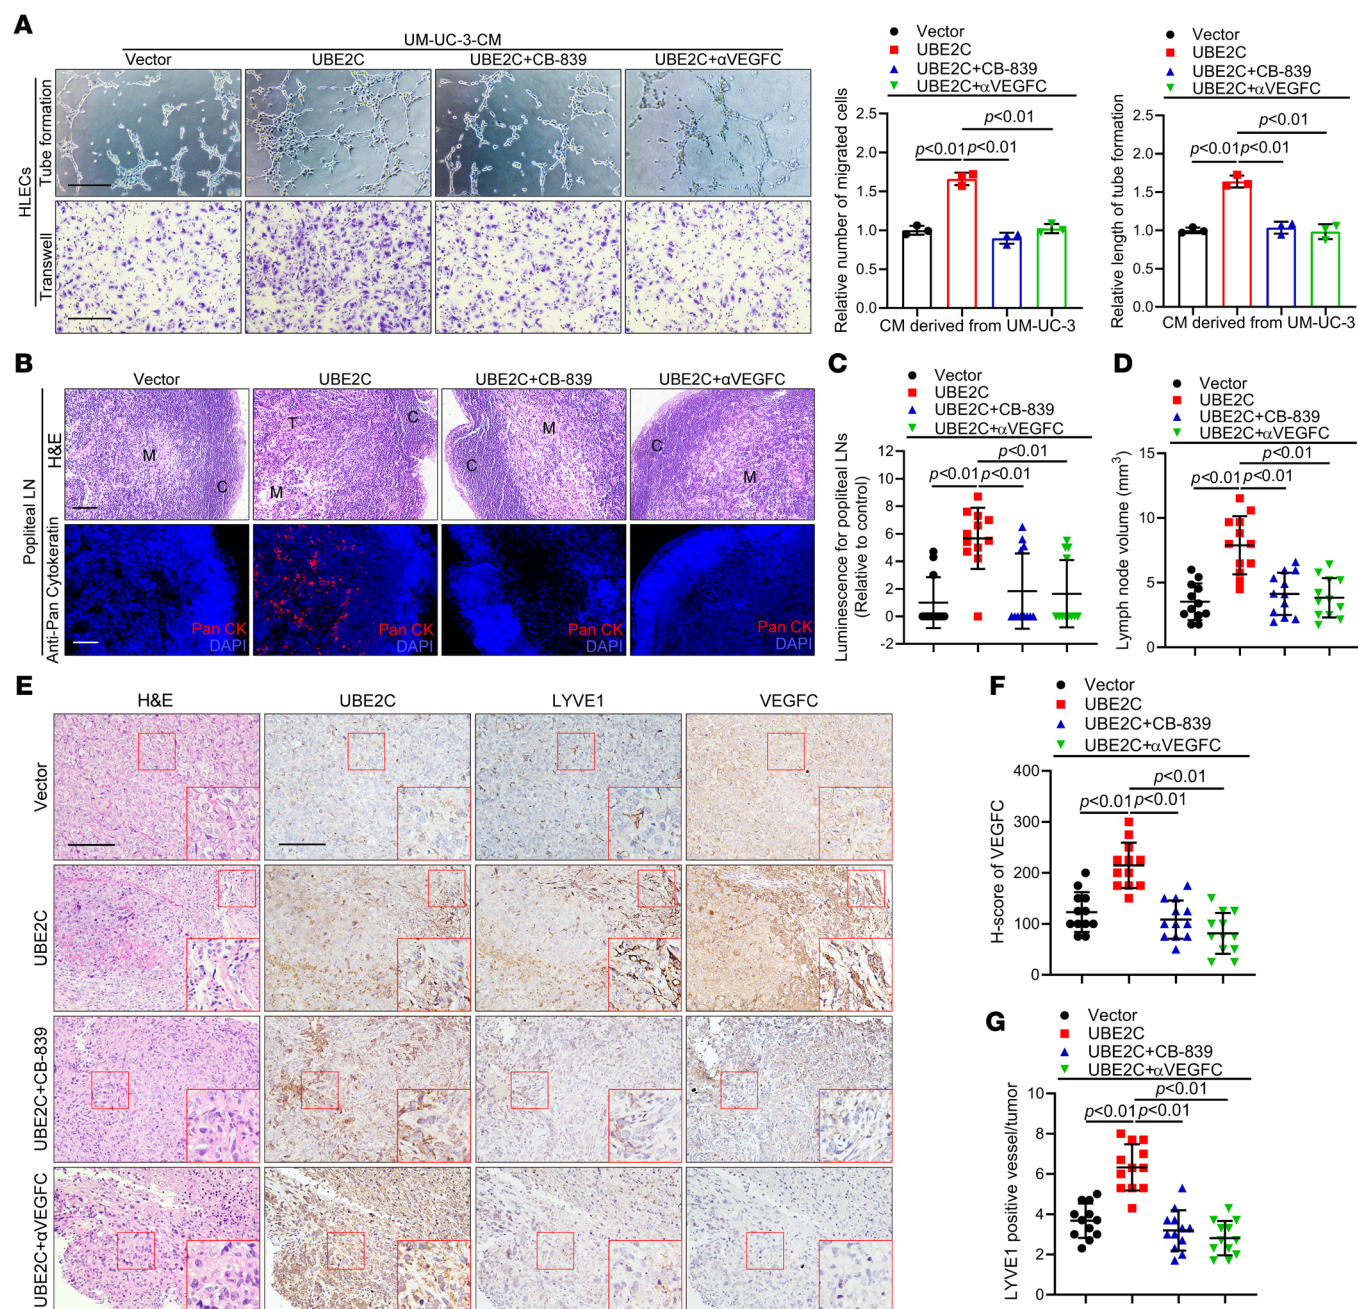 A
UM-UC-3-CM
Vector
UBE2C
UBE2C+CB-839
UBE2C+αVEGFC
HLECs
Tube formation
Transwell
Vector
UBE2C
UBE2C+CB-839
UBE2C+αVEGFC
Relative number of migrated cells
2.5
2.0
1.5
1.0
0.5
0.0
p<0.01
p<0.01
p<0.01
CM derived from UM-UC-3
Vector
UBE2C
UBE2C+CB-839
UBE2C+αVEGFC
Relative length of tube formation
2.5
2.0
1.5
1.0
0.5
0.0
p<0.01
p<0.01
p<0.01
CM derived from UM-UC-3
B
Vector
UBE2C
UBE2C+CB-839
UBE2C+αVEGFC
Popliteal LN
H&E
Anti-Pan Cytokeratin
M
C
T
C
M
M
C
C
M
Pan CK
DAPI
Pan CK
DAPI
Pan CK
DAPI
Pan CK
DAPI
C
Vector
UBE2C
UBE2C+CB-839
UBE2C+αVEGFC
Luminescence for popliteal LNs
(Relative to control)
12
10
8
6
4
2
0
-2
p<0.01
p<0.01
p<0.01
D
Vector
UBE2C
UBE2C+CB-839
UBE2C+αVEGFC
Lymph node volume (mm³)
15
10
5
0
p<0.01
p<0.01
p<0.01
E
H&E
UBE2C
LYVE1
VEGFC
Vector
UBE2C
UBE2C+CB-839
UBE2C+αVEGFC
F
Vector
UBE2C
UBE2C+CB-839
UBE2C+αVEGFC
H-score of VEGFC
400
300
200
100
0
p<0.01
p<0.01
p<0.01
G
Vector
UBE2C
UBE2C+CB-839
UBE2C+αVEGFC
LYVE1 positive vessel/tumor
10
8
6
4
2
0
p<0.01
p<0.01
p<0.01